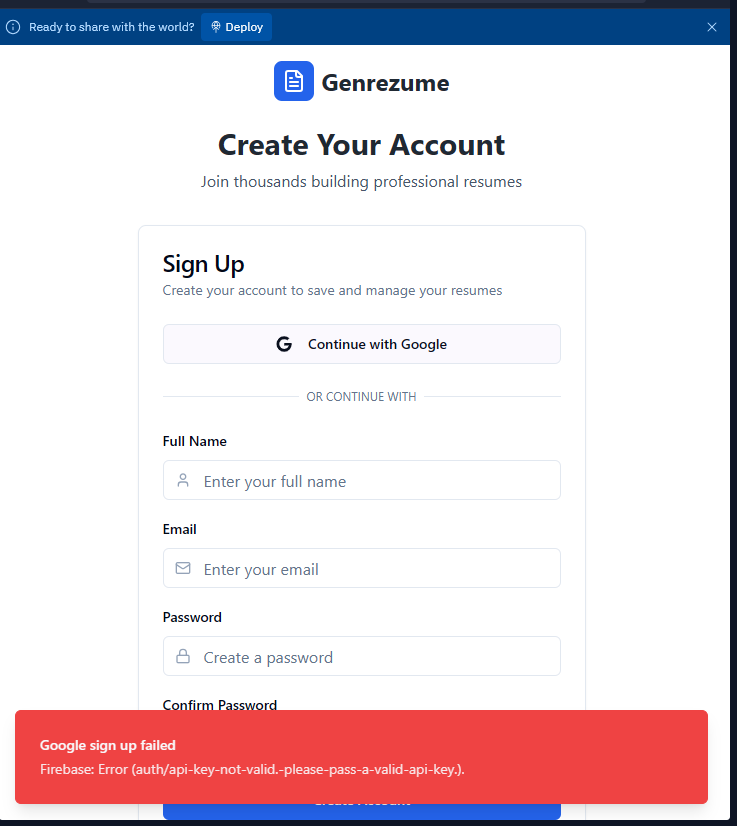 Ready to share with the world? Deploy
Genrezume
Create Your Account
Join thousands building professional resumes
Sign Up
Create your account to save and manage your resumes
Continue with Google
OR CONTINUE WITH
Full Name
Enter your full name
Email
Enter your email
Password
Create a password
Confirm Password
Google sign up failed
Firebase: Error (auth/api-key-not-valid.-please-pass-a-valid-api-key.).